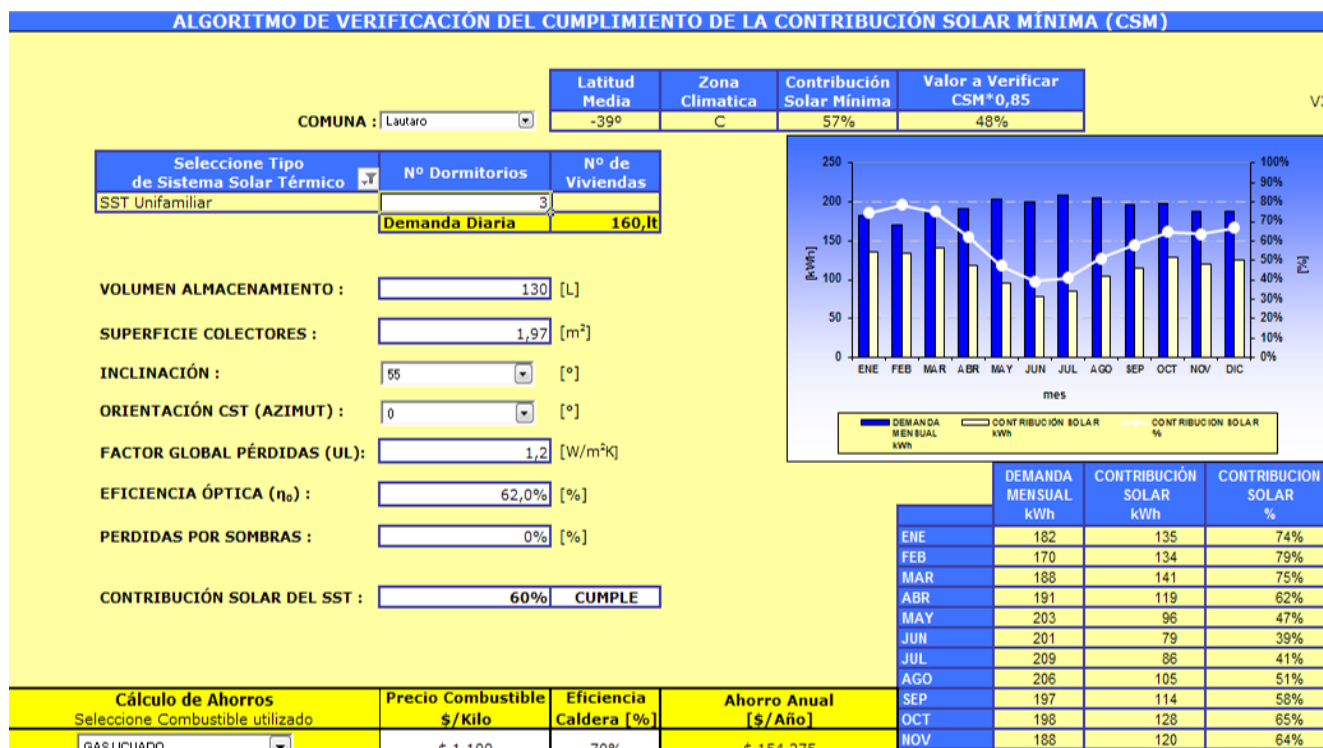 ALGORITMO DE VERIFICACIÓN DEL CUMPLIMIENTO DE LA CONTRIBUCIÓN SOLAR MÍNIMA (CSM)
Latitud Media Zona Climatica Contribución Solar Mínima Valor a Verificar CSM*0,85
COMUNA : Lautaro -39º C 57% 48%
Seleccione Tipo de Sistema Solar Térmico Nº Dormitorios Nº de Viviendas
SST Unifamiliar 3
Demanda Diaria 160,lt
VOLUMEN ALMACENAMIENTO : 130 [L]
SUPERFICIE COLECTORES : 1,97 [m²]
INCLINACIÓN : 55 [°]
ORIENTACIÓN CST (AZIMUT) : 0 [°]
FACTOR GLOBAL PÉRDIDAS (UL): 1,2 [W/m²K]
EFICIENCIA ÓPTICA (η₀) : 62,0% [%]
PERDIDAS POR SOMBRAS : 0% [%]
CONTRIBUCIÓN SOLAR DEL SST : 60% CUMPLE
250
200
150
100
50
0
[kWh]
100%
90%
80%
70%
60%
50%
40%
30%
20%
10%
0%
[%]
ENE FEB MAR ABR MAY JUN JUL AGO SEP OCT NOV DIC
mes
DEMANDA MENSUAL kWh
CONTRIBUCIÓN SOLAR kWh
CONTRIBUCION SOLAR %
DEMANDA MENSUAL kWh CONTRIBUCIÓN SOLAR kWh CONTRIBUCION SOLAR %
ENE 182 135 74%
FEB 170 134 79%
MAR 188 141 75%
ABR 191 119 62%
MAY 203 96 47%
JUN 201 79 39%
JUL 209 86 41%
AGO 206 105 51%
SEP 197 114 58%
OCT 198 128 65%
NOV 188 120 64%
Cálculo de Ahorros Precio Combustible Eficiencia Ahorro Anual
Seleccione Combustible utilizado $/Kilo Caldera [%] [$/Año]
GAS LICUADO $ 1.100 70% $ 154.275